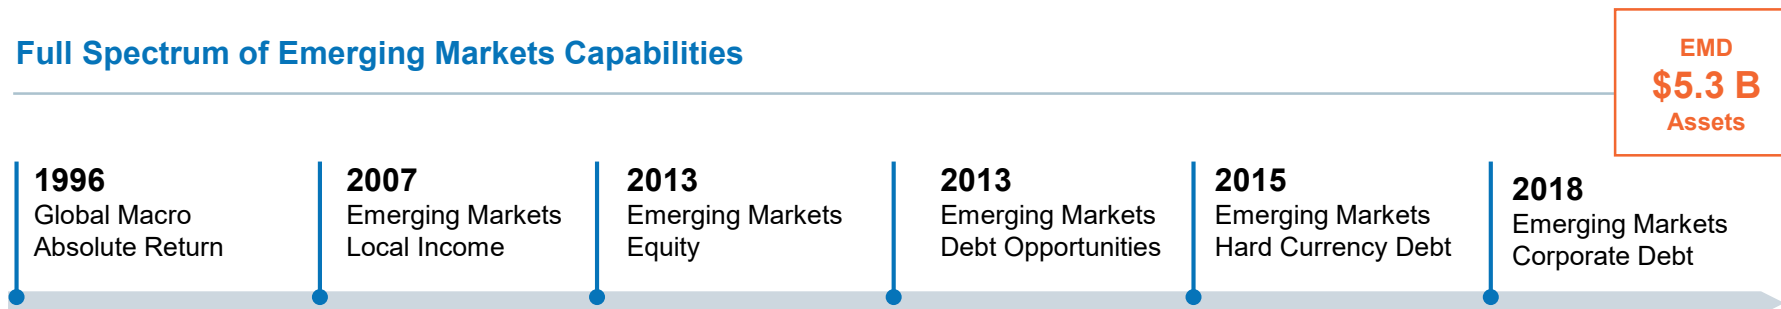 Full Spectrum of Emerging Markets Capabilities
EMD
$5.3 B
Assets
1996
Global Macro
Absolute Return
2007
Emerging Markets
Local Income
2013
Emerging Markets
Equity
2013
Emerging Markets
Debt Opportunities
2015
Emerging Markets
Hard Currency Debt
2018
Emerging Markets
Corporate Debt